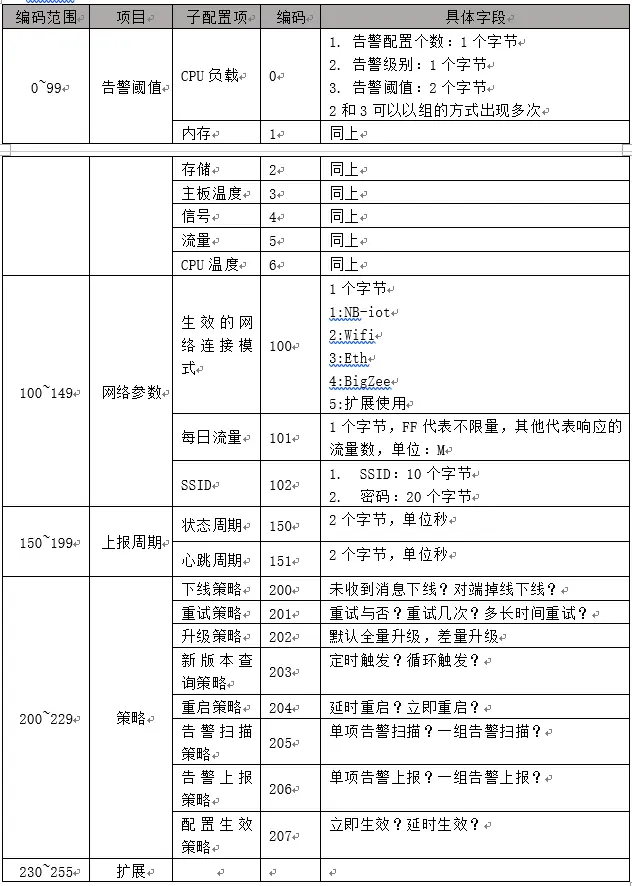 编码范围 项目 子配置项 编码 具体字段
0~99 告警阈值 CPU 负载 0
1. 告警配置个数：1 个字节
2. 告警级别：1 个字节
3. 告警阈值：2 个字节
2 和 3 可以以组的方式出现多次
内存 1 同上
存储 2 同上
主板温度 3 同上
信号 4 同上
流量 5 同上
CPU 温度 6 同上
100~149 网络参数
生效的网
络连接模
式
100
1 个字节
1:NB-iot
2:Wifi
3:Eth
4:BigZee
5:扩展使用
每日流量 101
1 个字节，FF 代表不限量，其他代表响应的
流量数，单位：M
SSID 102
1. SSID：10 个字节
2. 密码：20 个字节
150~199 上报周期
状态周期 150 2 个字节，单位秒
心跳周期 151 2 个字节，单位秒
200~229 策略
下线策略 200 未收到消息下线？对端掉线下线？
重试策略 201 重试与否？重试几次？多长时间重试？
升级策略 202 默认全量升级，差量升级
新版本查
询策略
203 定时触发？循环触发？
重启策略 204 延时重启？立即重启？
告警扫描
策略
205 单项告警扫描？一组告警扫描？
告警上报
策略
206 单项告警上报？一组告警上报？
配置生效
策略
207 立即生效？延时生效？
230~255 扩展